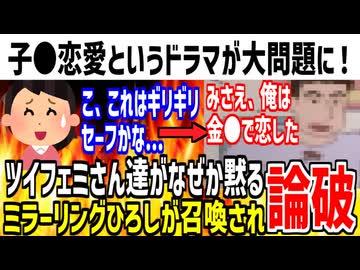 子●恋愛というドラマが大問題に！
こ、これはギリギリ
セーフかな...
みさえ、俺は
金●で恋した
ツイフェミさん達がなぜか黙る
ミラーリングひろしが召喚され
論破